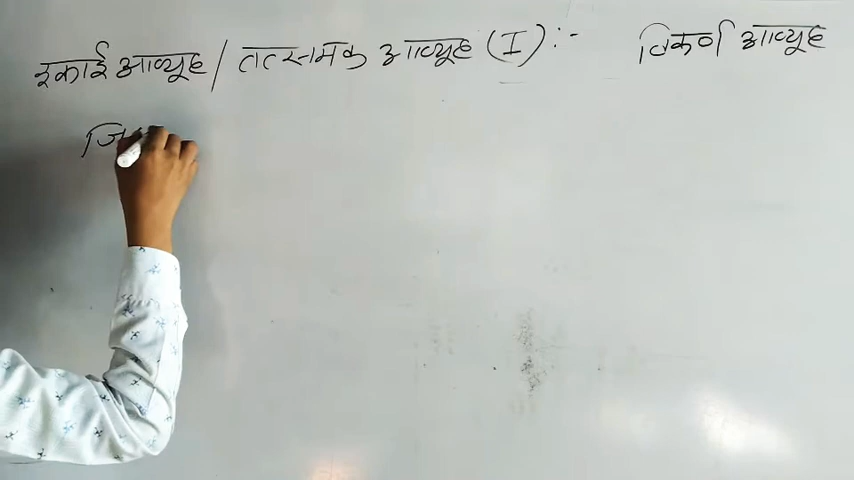 इकाई आव्यूह / तत्समक आव्यूह (I) :- विकर्ण आव्यूह
जि